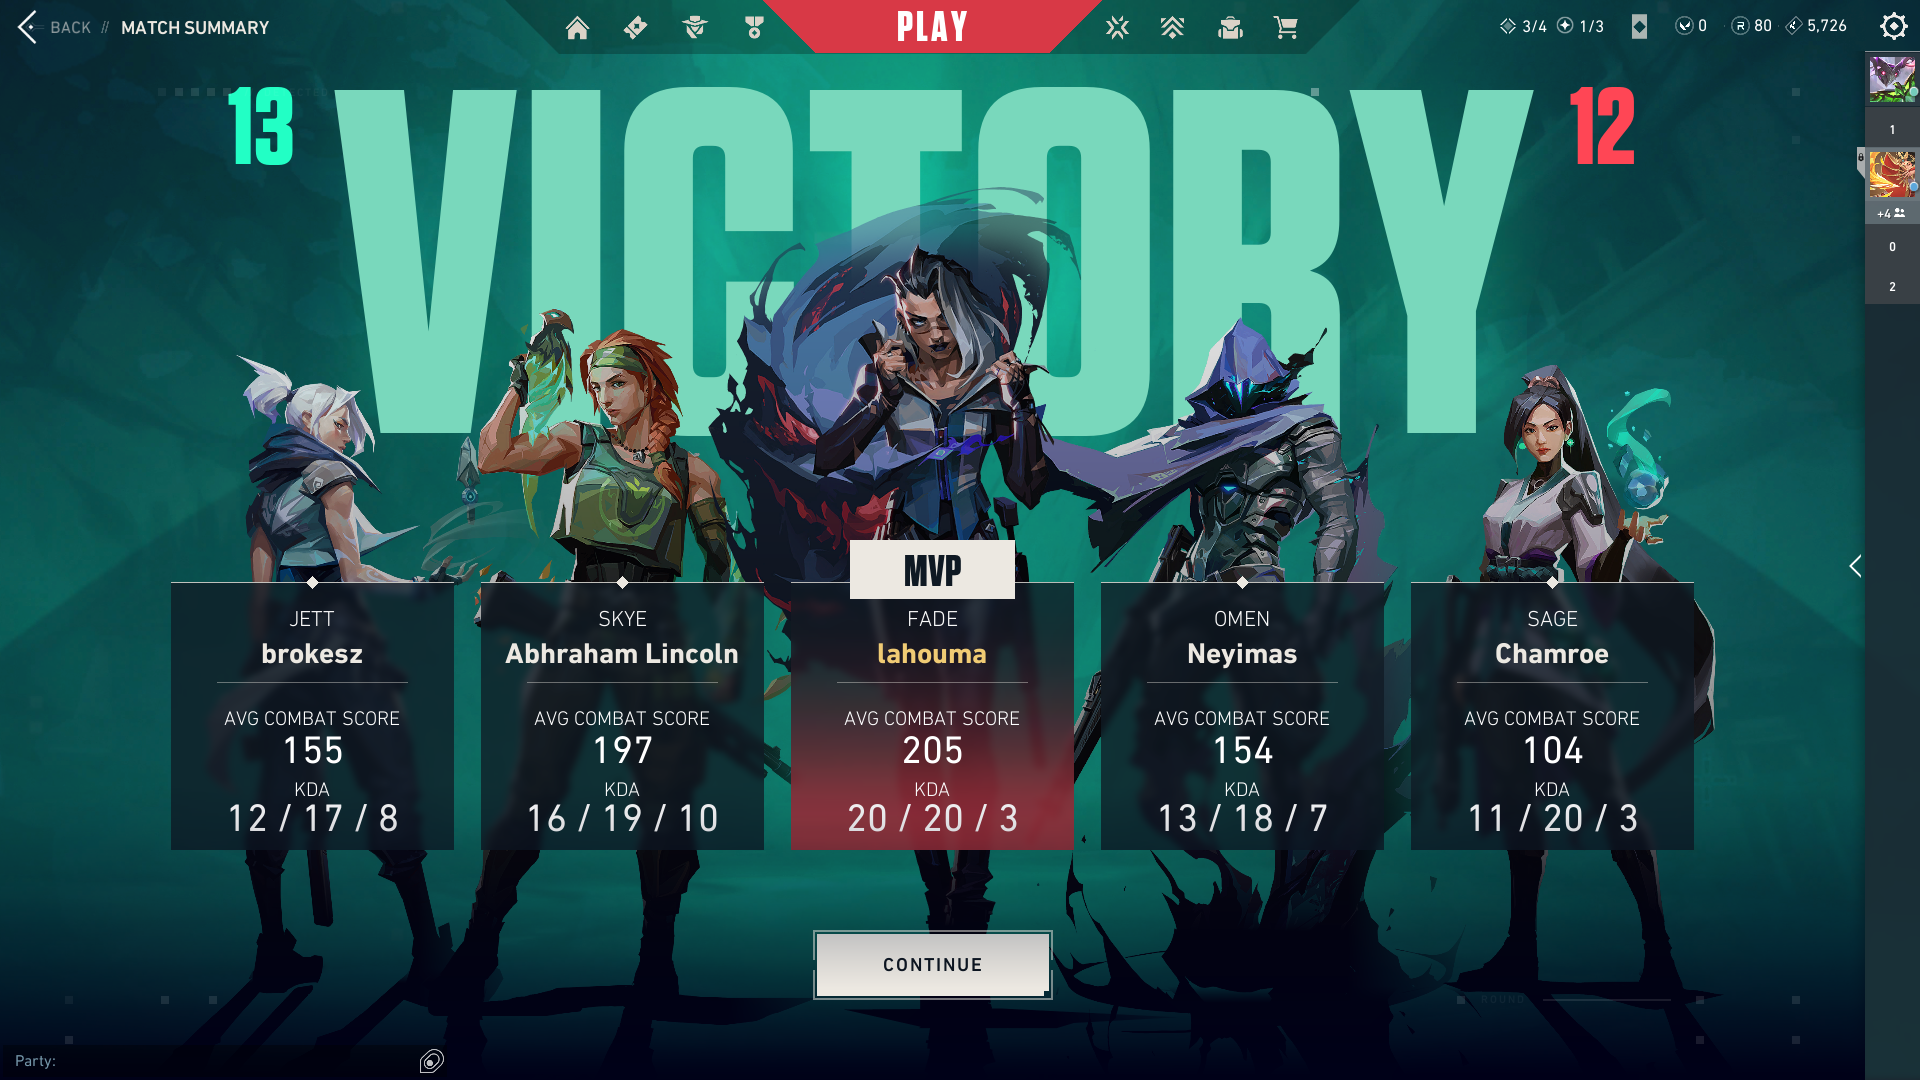 BACK // MATCH SUMMARY
PLAY
3/4 1/3 0 R 80 5,726
13 VICTORY 12
1
+4
0
2
MVP
JETT
brokesz
AVG COMBAT SCORE
155
KDA
12 / 17 / 8
SKYE
Abhraham Lincoln
AVG COMBAT SCORE
197
KDA
16 / 19 / 10
FADE
lahouma
AVG COMBAT SCORE
205
KDA
20 / 20 / 3
OMEN
Neyimas
AVG COMBAT SCORE
154
KDA
13 / 18 / 7
SAGE
Chamroe
AVG COMBAT SCORE
104
KDA
11 / 20 / 3
CONTINUE
ROUND
Party: